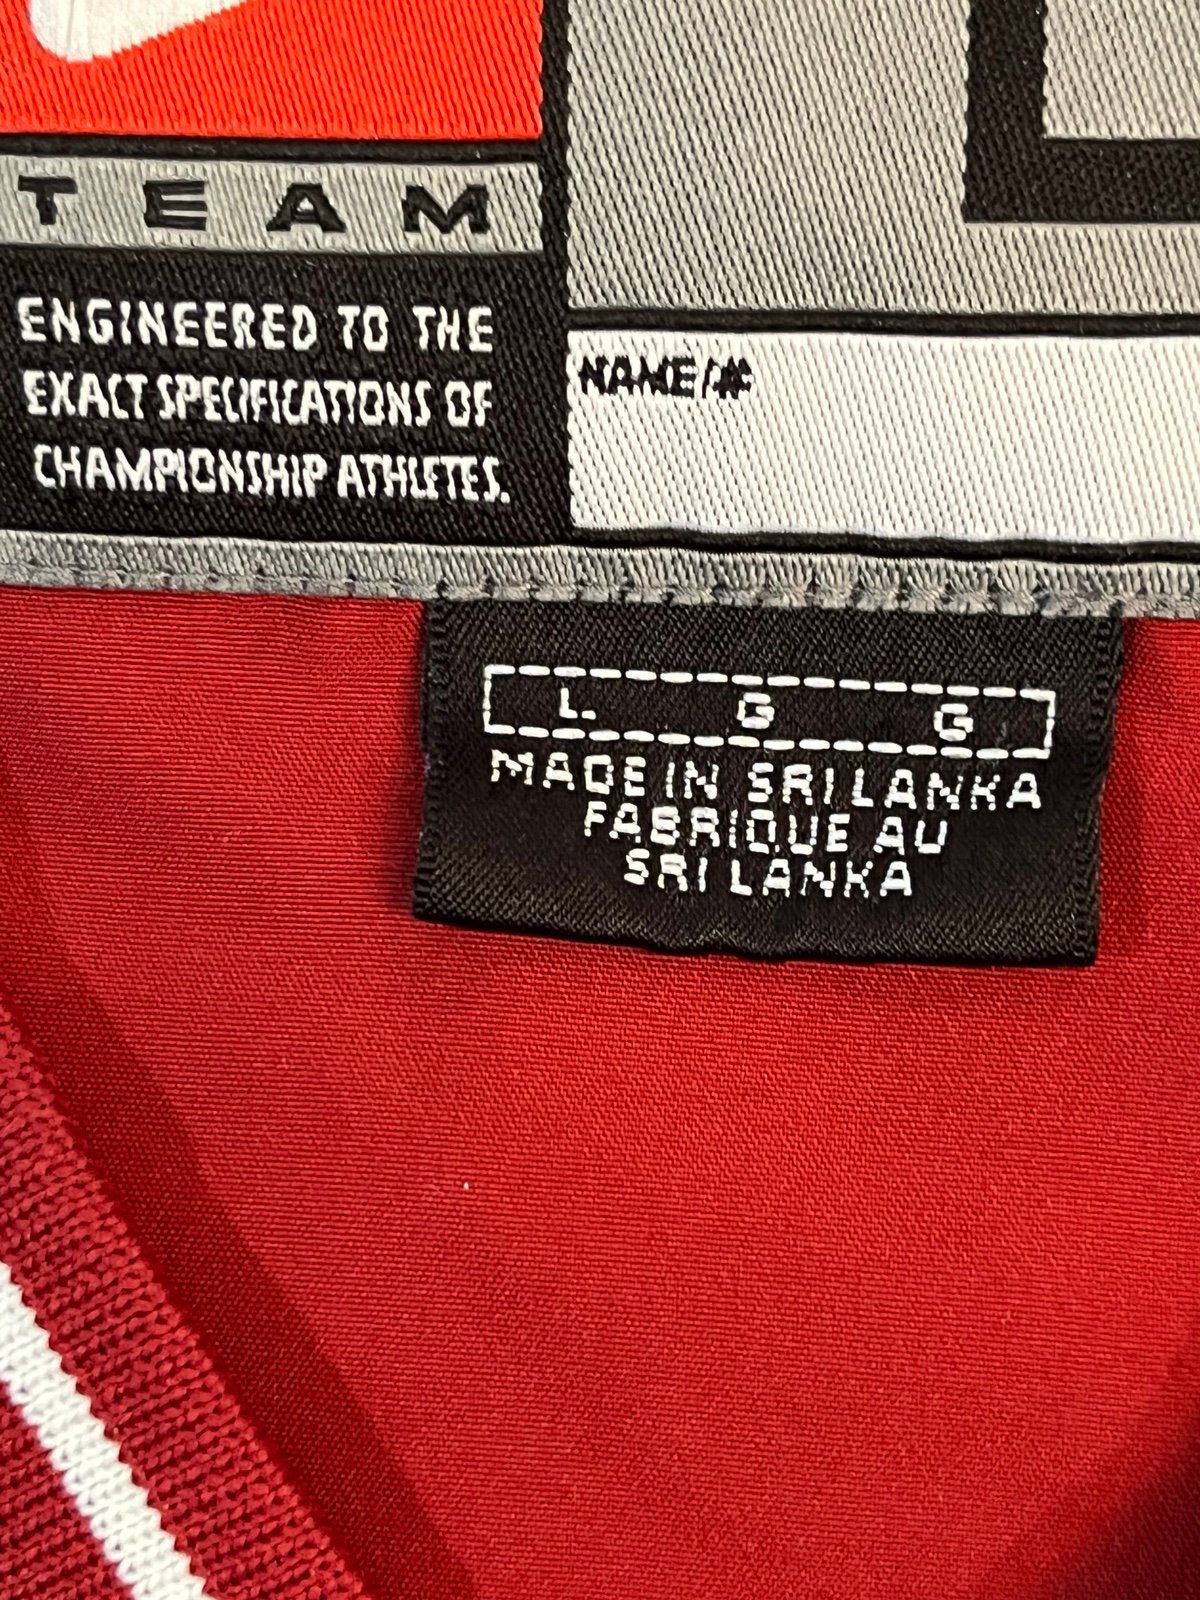 L
TEAM
ENGINEERED TO THE
EXACT SPECIFICATIONS OF
CHAMPIONSHIP ATHLETES.
NAME/#
L G G
MADE IN SRI LANKA
FABRIQUE AU
SRI LANKA